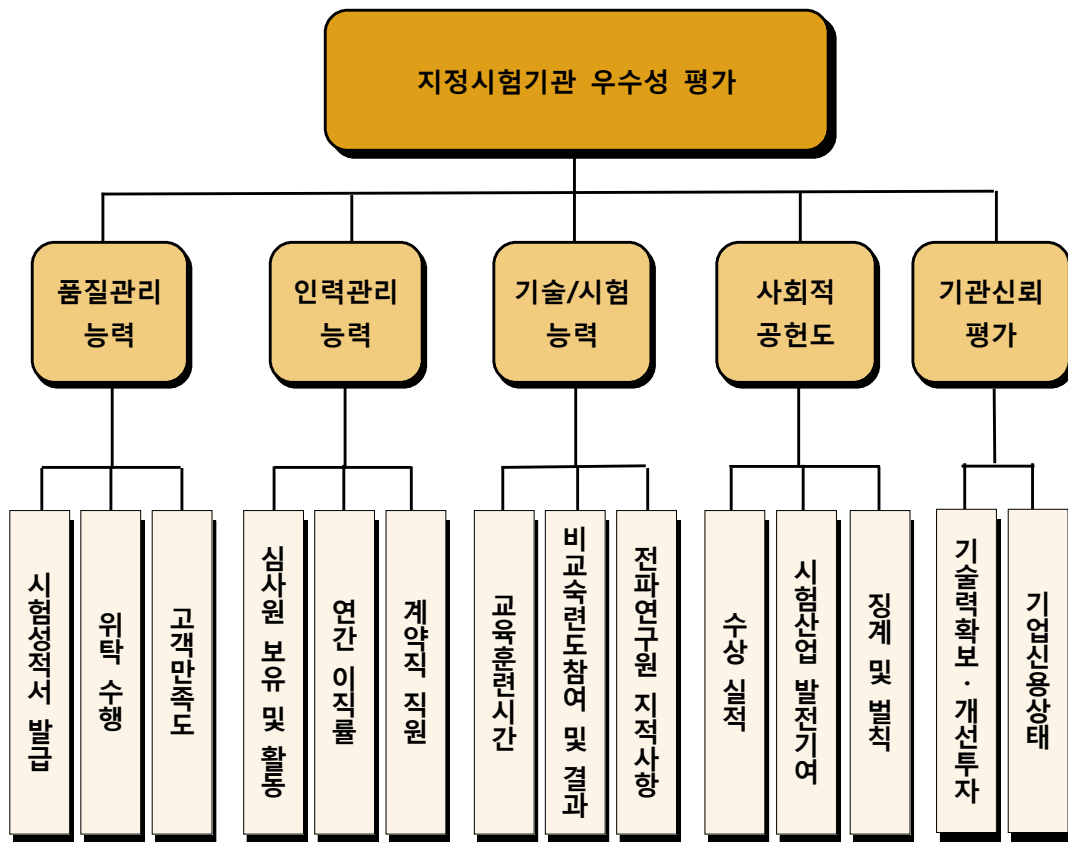 지정시험기관 우수성 평가
품질관리
능력
인력관리
능력
기술/시험
능력
사회적
공헌도
기관신뢰
평가
시험성적서 발급
위탁 수행
고객만족도
심사원 보유 및 활동
연간 이직률
계약직 직원
교육훈련시간
비교숙련도참여 및 결과
전파연구원 지적사항
수상 실적
시험산업 발전기여
징계 및 벌칙
기술력확보·개선투자
기업신용상태